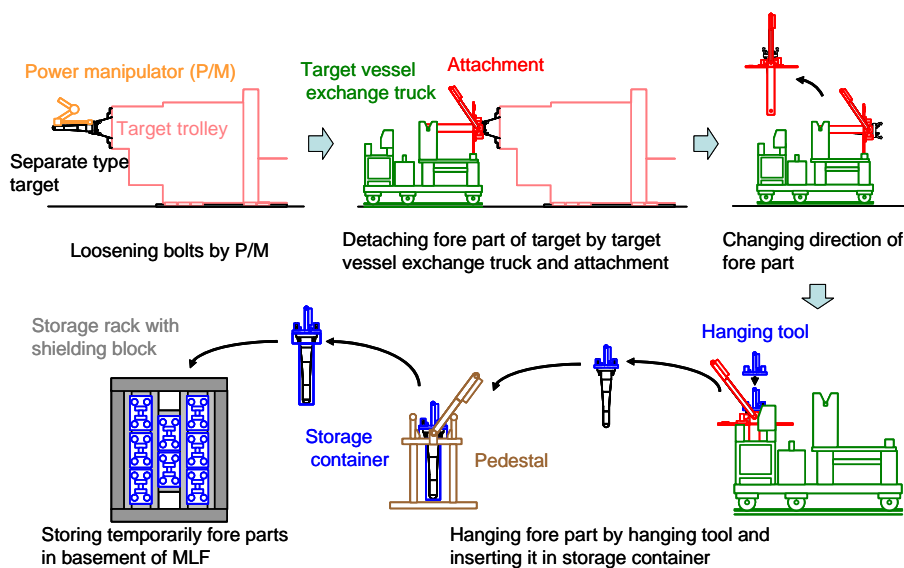 Power manipulator (P/M)
Target trolley
Separate type
target
Loosening bolts by P/M
Target vessel
exchange truck
Attachment
Detaching fore part of target by target
vessel exchange truck and attachment
Changing direction of
fore part
Hanging tool
Storage rack with
shielding block
Storage
container
Pedestal
Storing temporarily fore parts
in basement of MLF
Hanging fore part by hanging tool and
inserting it in storage container